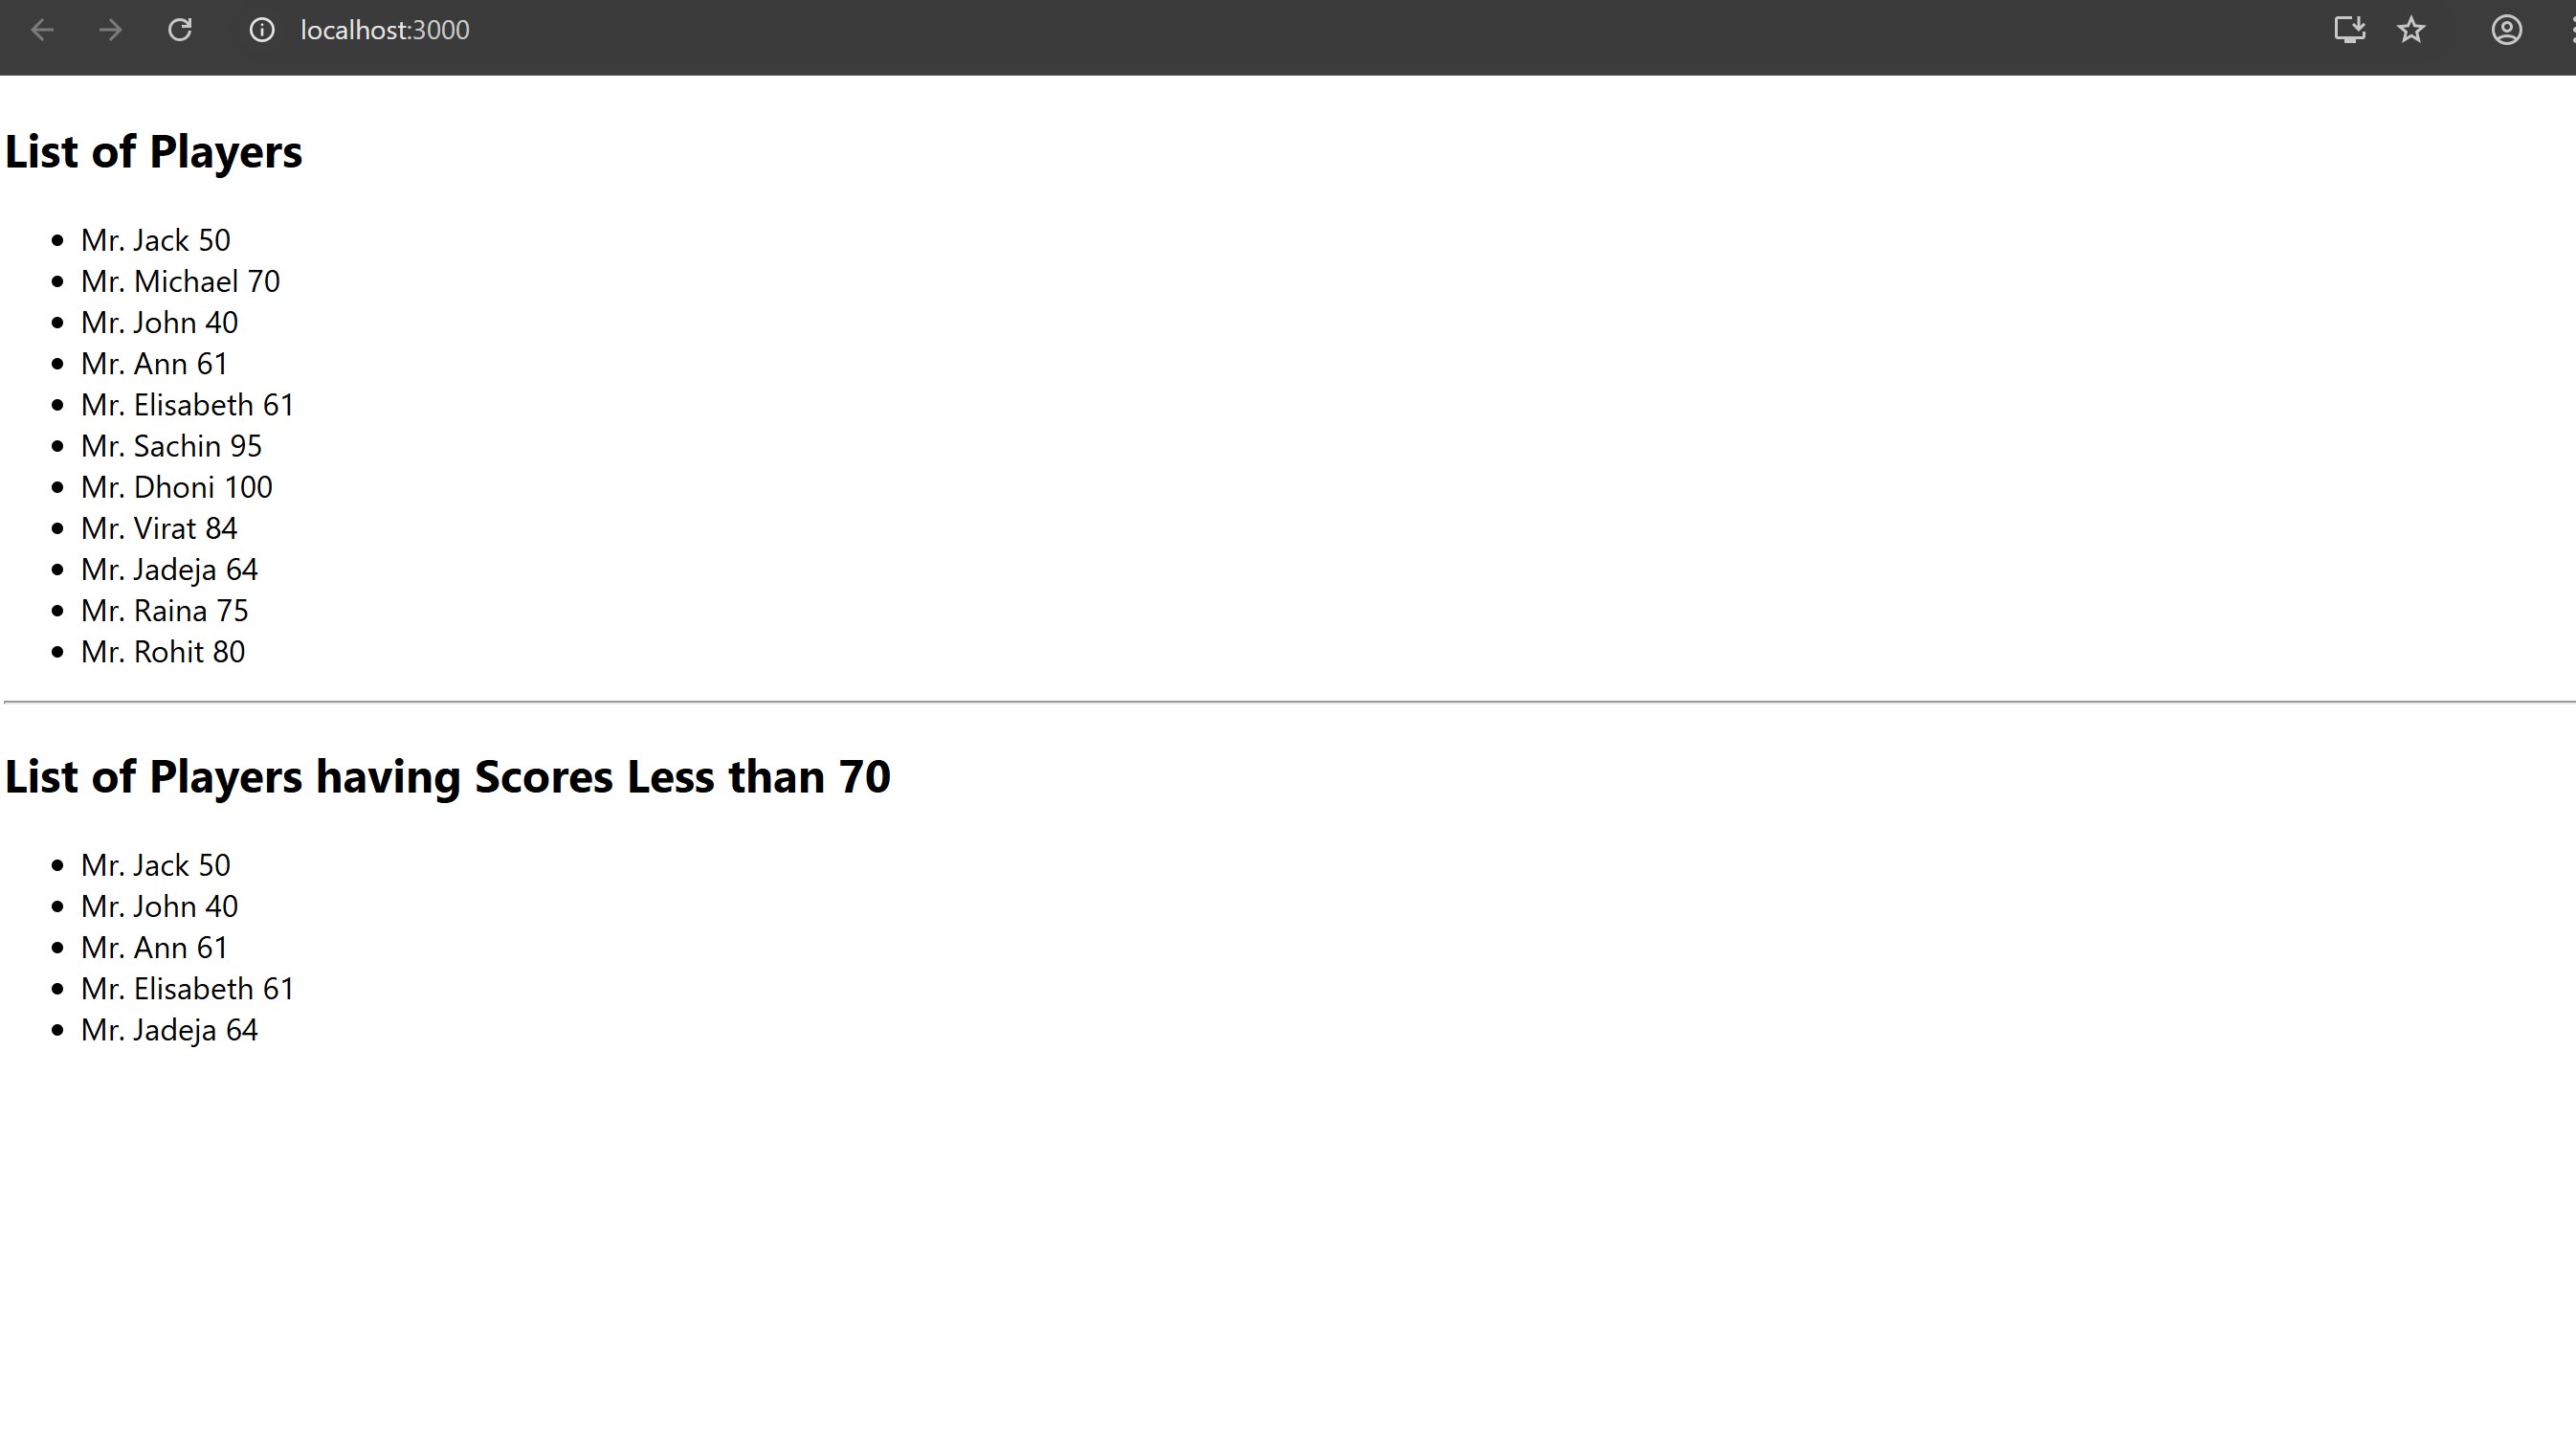 localhost:3000
List of Players
Mr. Jack 50
Mr. Michael 70
Mr. John 40
Mr. Ann 61
Mr. Elisabeth 61
Mr. Sachin 95
Mr. Dhoni 100
Mr. Virat 84
Mr. Jadeja 64
Mr. Raina 75
Mr. Rohit 80
List of Players having Scores Less than 70
Mr. Jack 50
Mr. John 40
Mr. Ann 61
Mr. Elisabeth 61
Mr. Jadeja 64